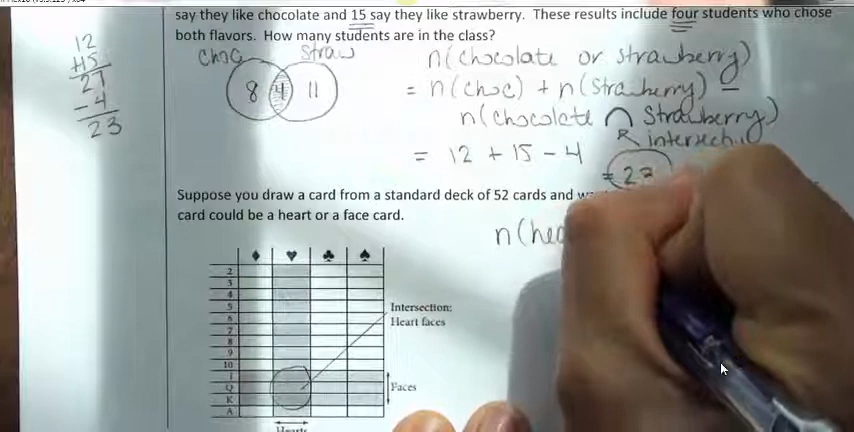 say they like chocolate and 15 say they like strawberry. These results include four students who chose
both flavors. How many students are in the class?
12
+15
27
- 4
23
choc straw
8 4 11
n(chocolate or strawberry)
= n(choc) + n(Strawberry) −
n(chocolate ∩ Strawberry)
= 12 + 15 − 4
Suppose you draw a card from a standard deck of 52 cards and
card could be a heart or a face card.
n(hea
♦ ♥ ♣ ♠
2
3
4
5
6
7
8
9
10
J
Q
K
A
Intersection:
Heart faces
Faces
Hearts